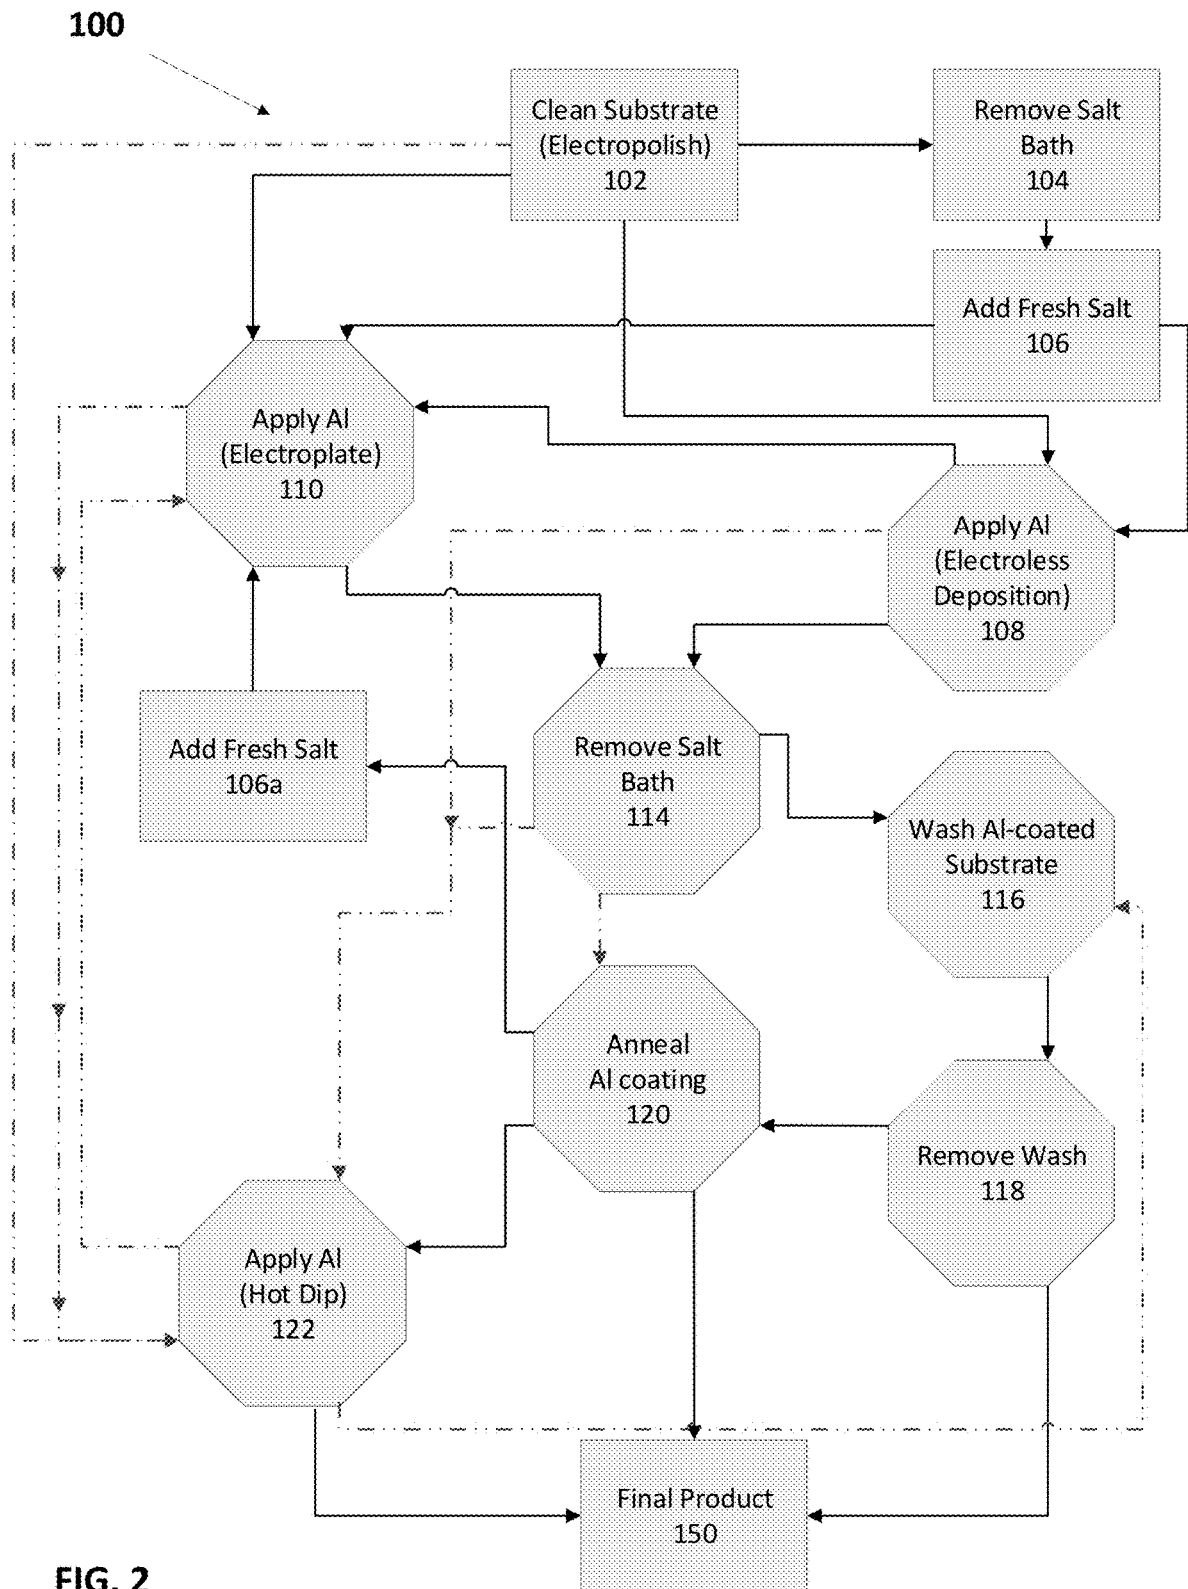 100
Clean Substrate
(Electropolish)
102
Remove Salt
Bath
104
Add Fresh Salt
106
Apply Al
(Electroplate)
110
Apply Al
(Electroless
Deposition)
108
Add Fresh Salt
106a
Remove Salt
Bath
114
Wash Al-coated
Substrate
116
Anneal
Al coating
120
Remove Wash
118
Apply Al
(Hot Dip)
122
Final Product
150
FIG. 2